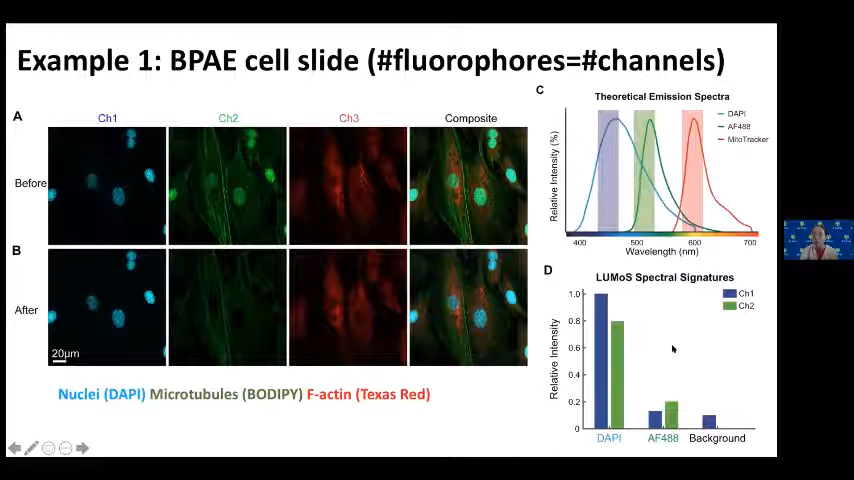 Example 1: BPAE cell slide (#fluorophores=#channels)
A
Ch1 Ch2 Ch3 Composite
Before
B
After
20μm
Nuclei (DAPI) Microtubules (BODIPY) F-actin (Texas Red)
C
Theoretical Emission Spectra
DAPI
AF488
MitoTracker
Relative Intensity (%)
400 500 600 700
Wavelength (nm)
D
LUMoS Spectral Signatures
Ch1
Ch2
Relative Intensity
1.0
0.8
0.6
0.4
0.2
0
DAPI AF488 Background